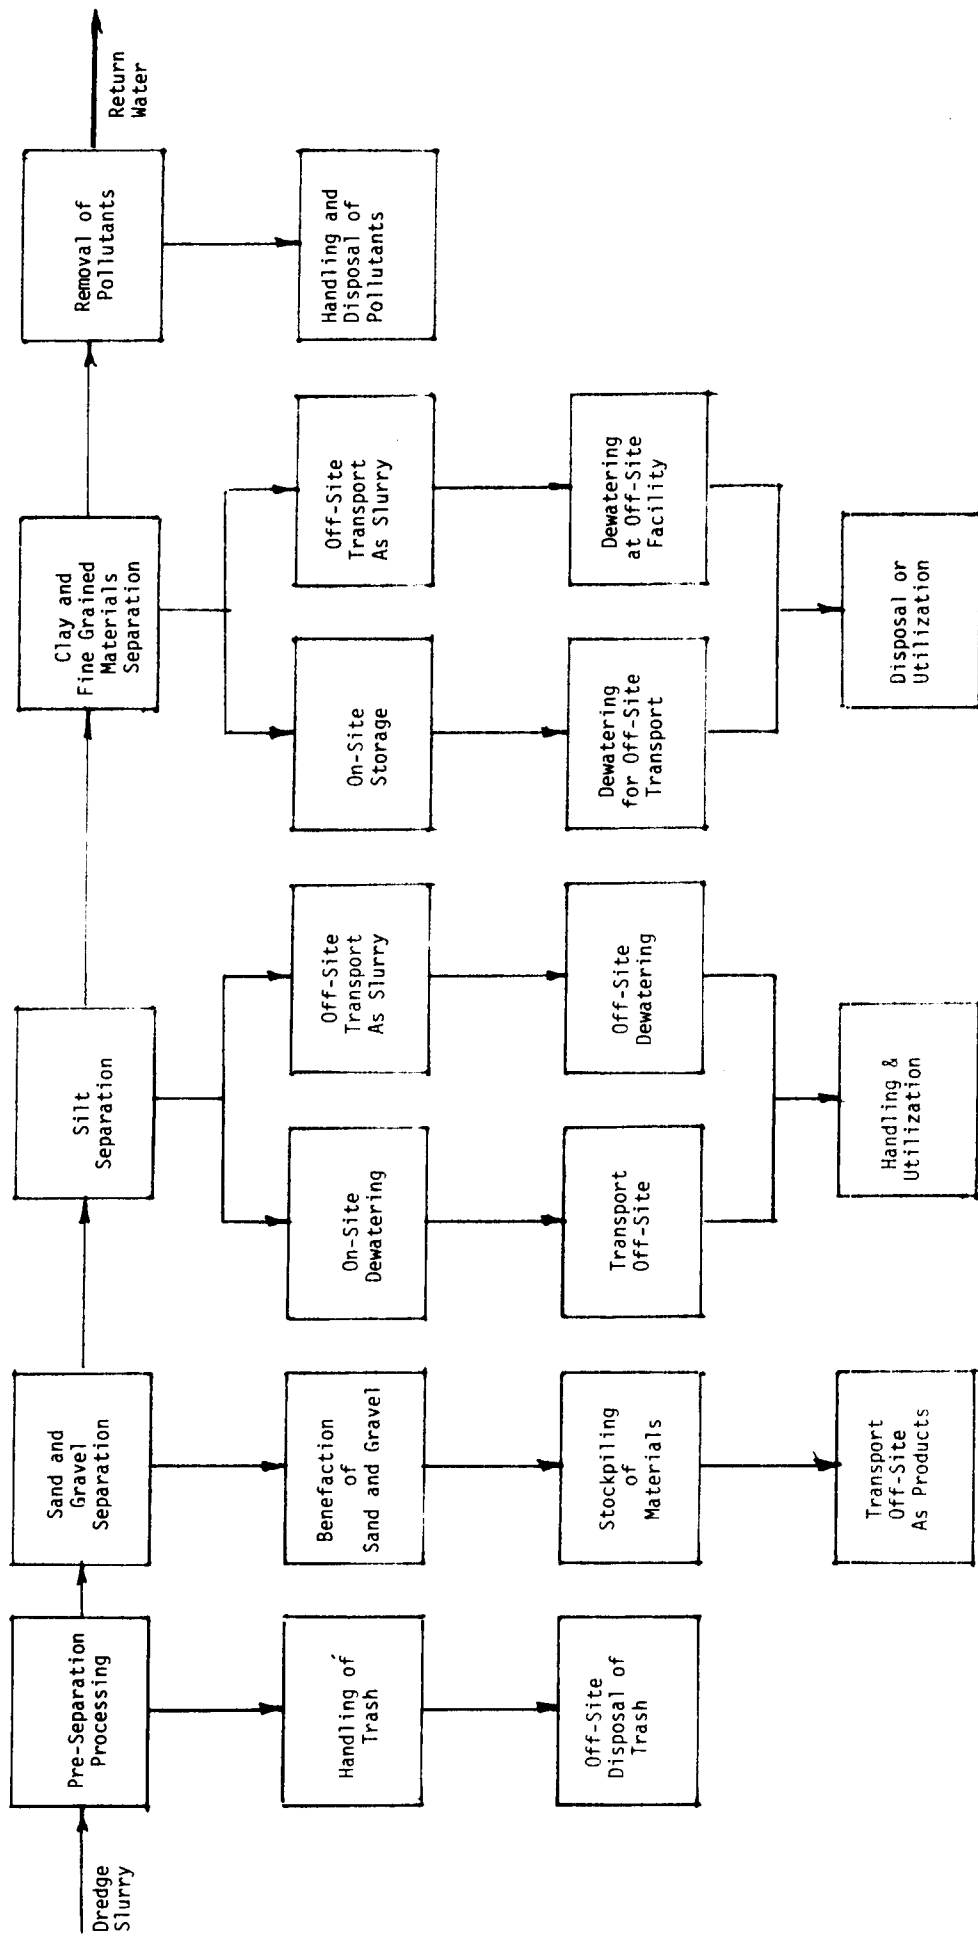 Dredge
Slurry
Pre-Separation
Processing
Sand and
Gravel
Separation
Silt
Separation
Clay and
Fine Grained
Materials
Separation
Removal of
Pollutants
Return
Water
Handling of
Trash
Benefaction
of
Sand and Gravel
On-Site
Dewatering
Off-Site
Transport
As Slurry
On-Site
Storage
Off-Site
Transport
As Slurry
Handling and
Disposal of
Pollutants
Off-Site
Disposal of
Trash
Stockpiling
of
Materials
Transport
Off-Site
Off-Site
Dewatering
Dewatering
for Off-Site
Transport
Dewatering
at Off-Site
Facility
Transport
Off-Site
As Products
Handling &
Utilization
Disposal or
Utilization